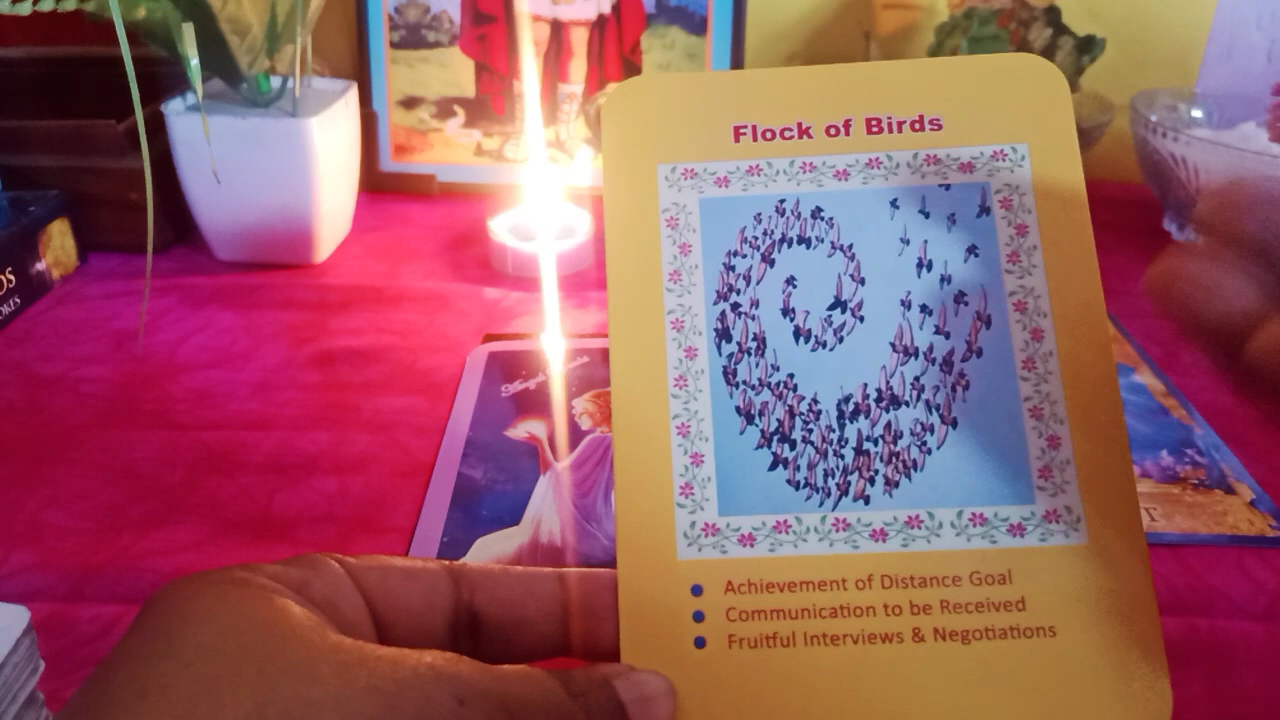 Flock of Birds
Achievement of Distance Goal
Communication to be Received
Fruitful Interviews & Negotiations